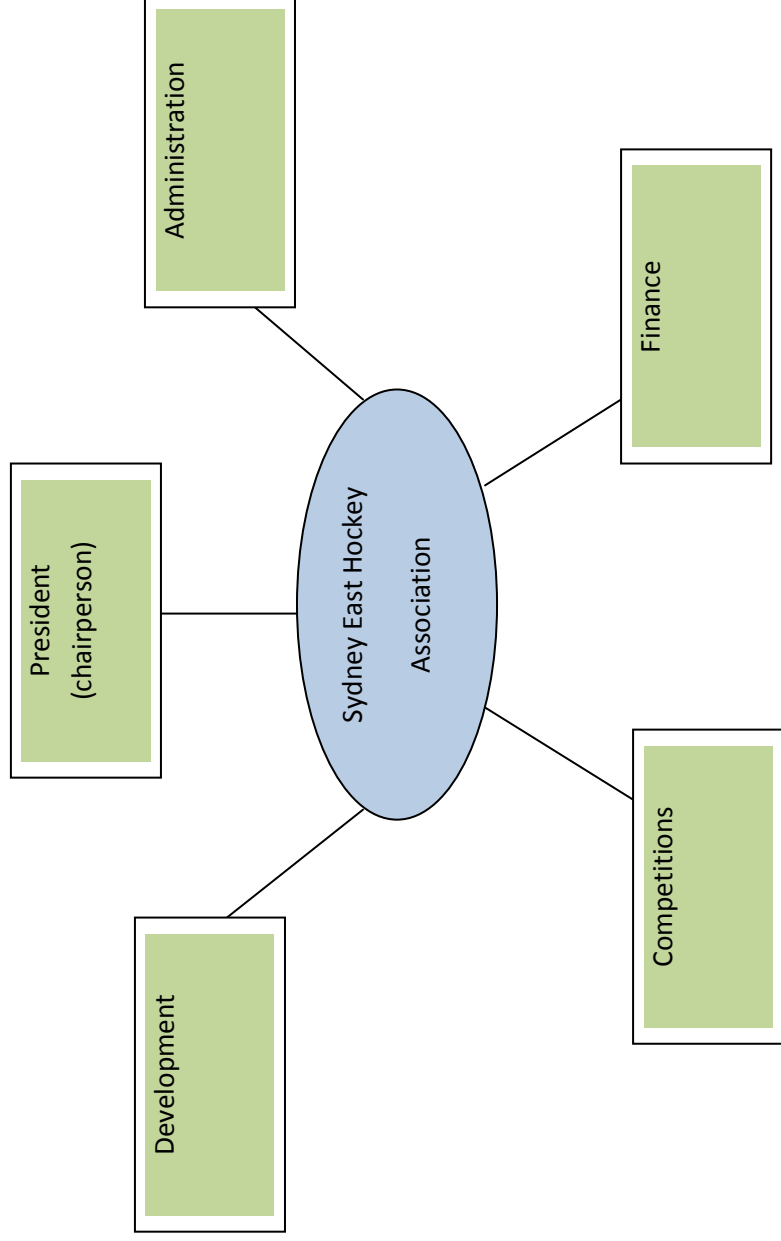 President
(chairperson)
Development
Administration
Sydney East Hockey
Association
Competitions
Finance